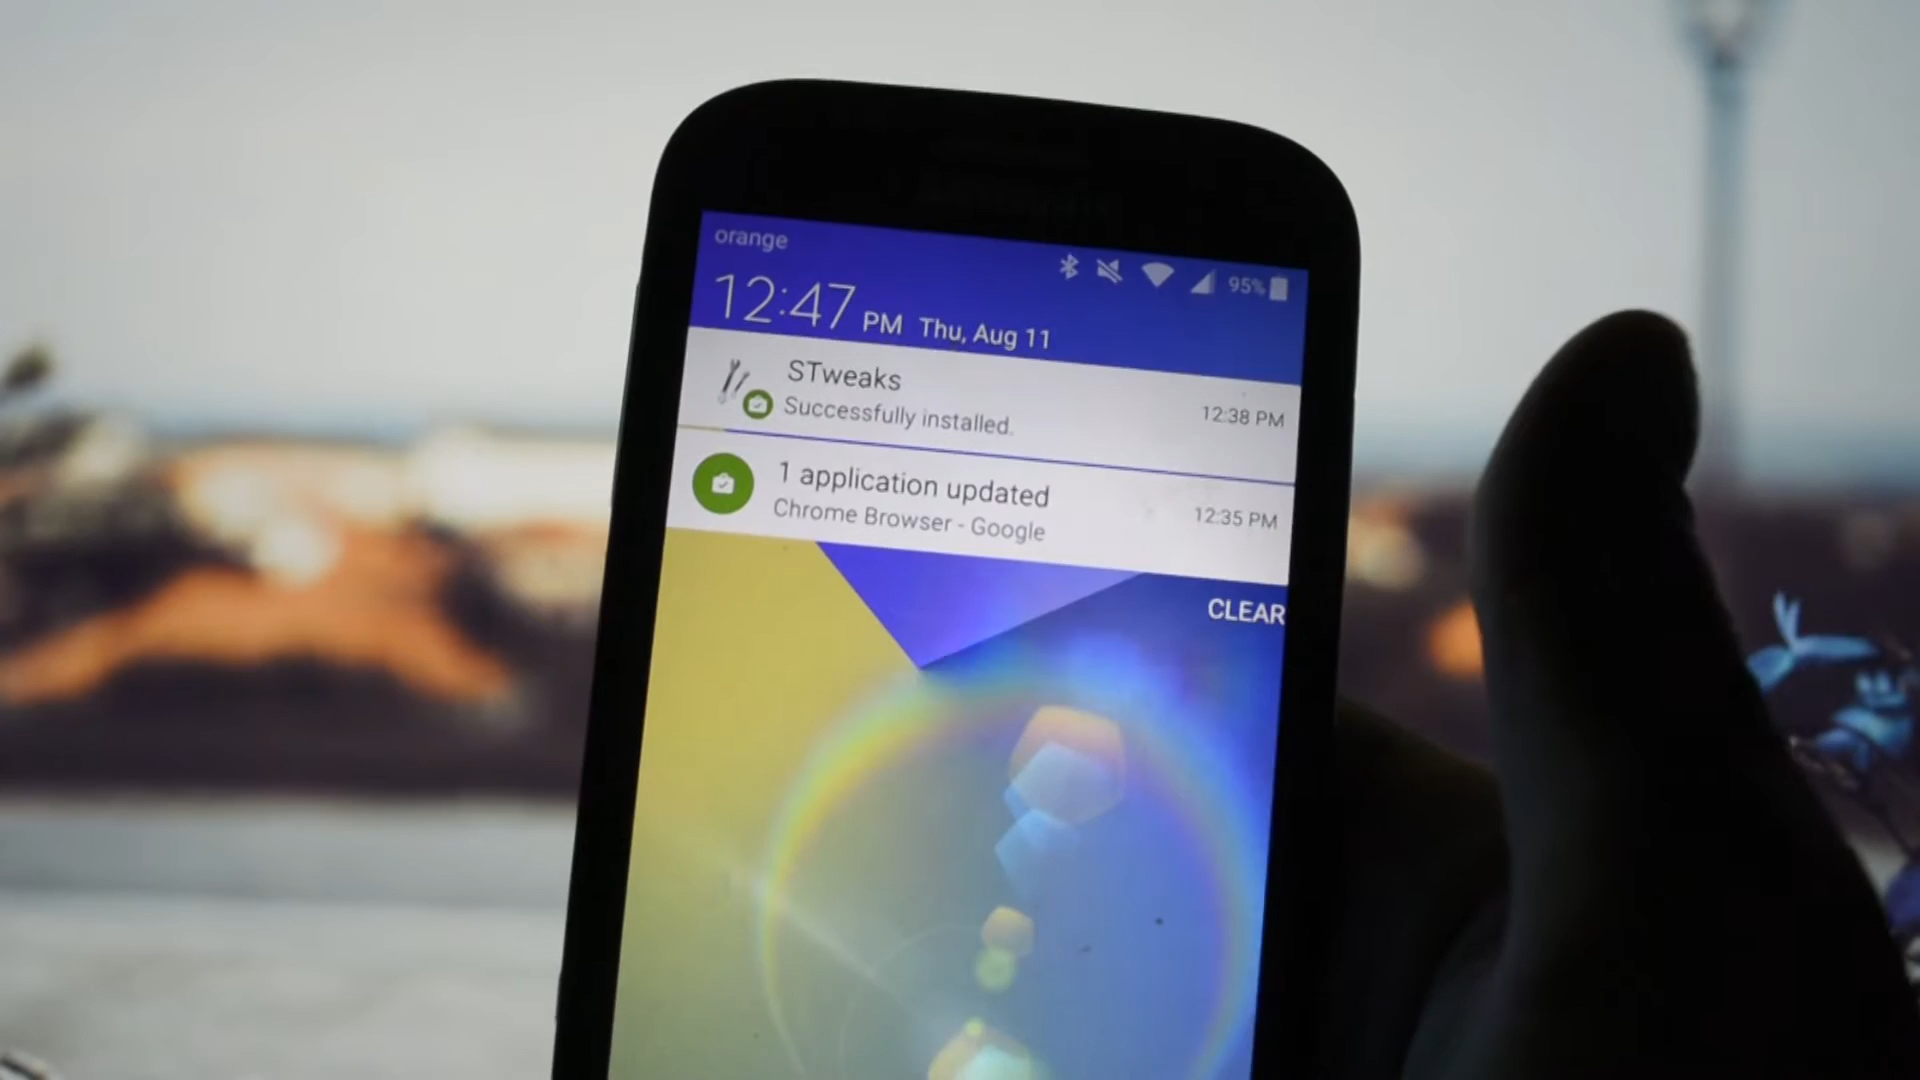 orange
95%
12:47 PM Thu, Aug 11
STweaks
Successfully installed.
12:38 PM
1 application updated
Chrome Browser - Google
12:35 PM
CLEAR